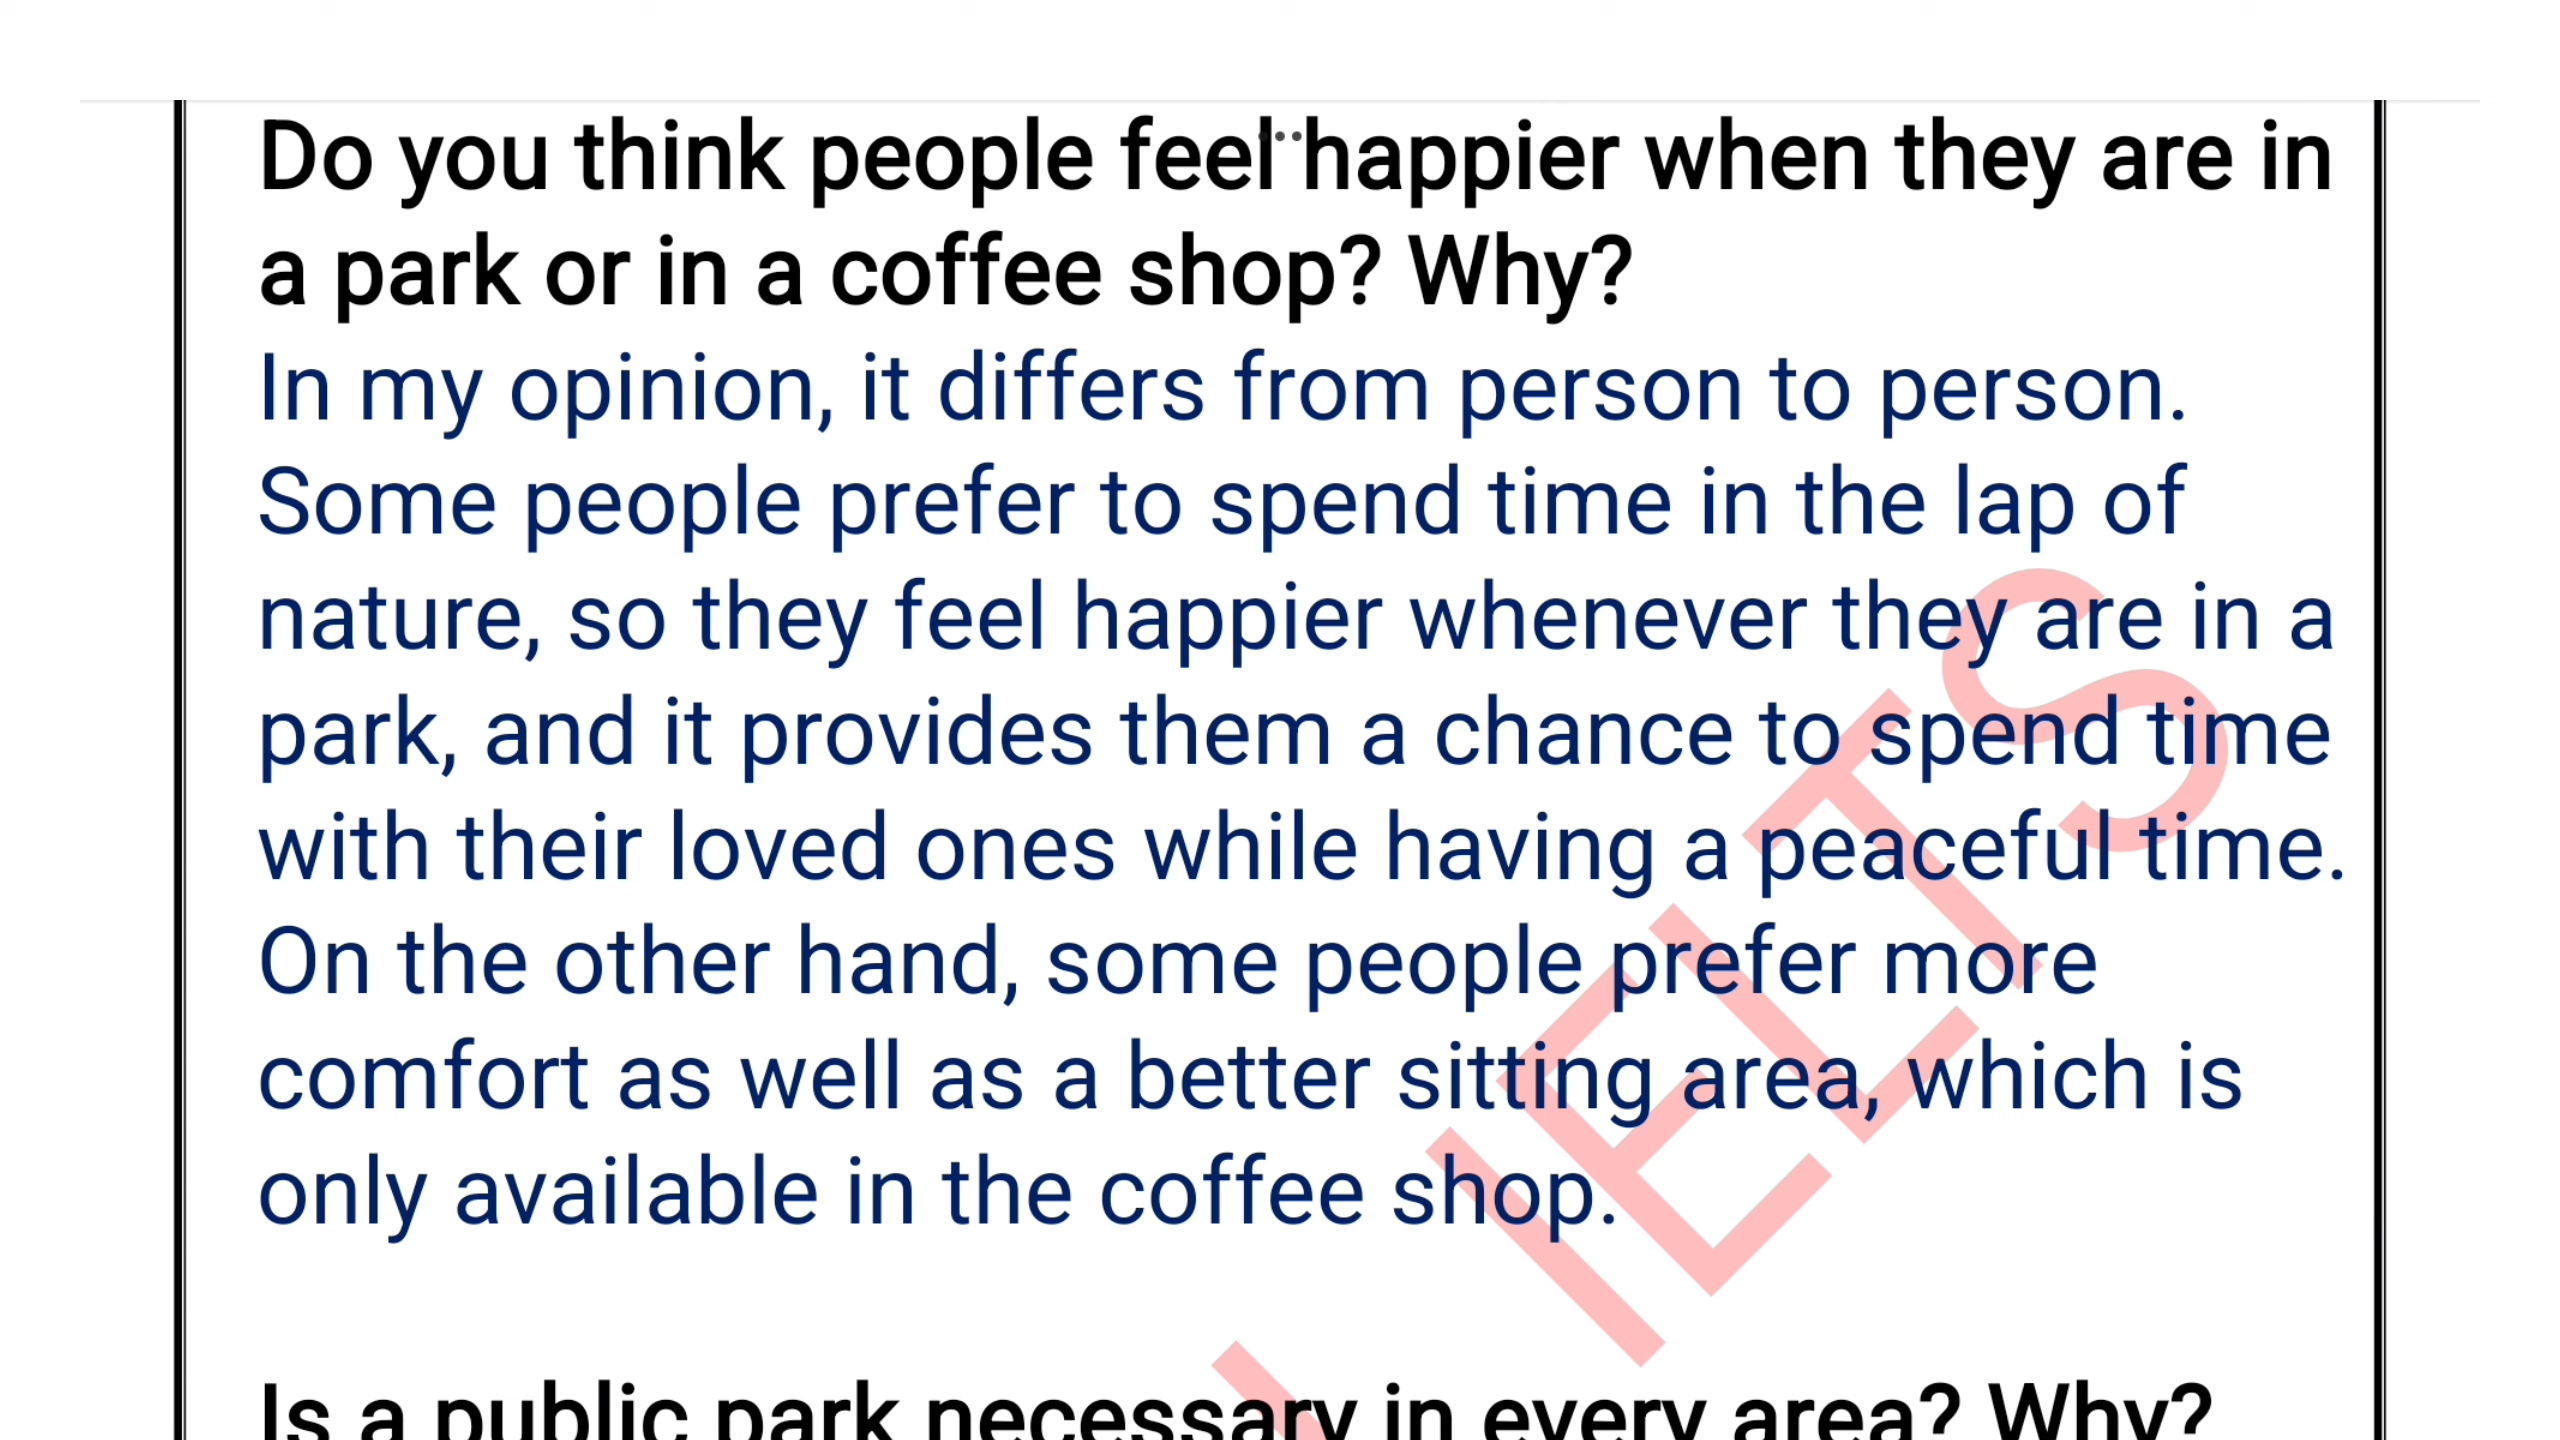 Do you think people feel happier when they are in
a park or in a coffee shop? Why?
In my opinion, it differs from person to person.
Some people prefer to spend time in the lap of
nature, so they feel happier whenever they are in a
park, and it provides them a chance to spend time
with their loved ones while having a peaceful time.
On the other hand, some people prefer more
comfort as well as a better sitting area, which is
only available in the coffee shop.
Is a public park necessary in every area? Why?
IELTS